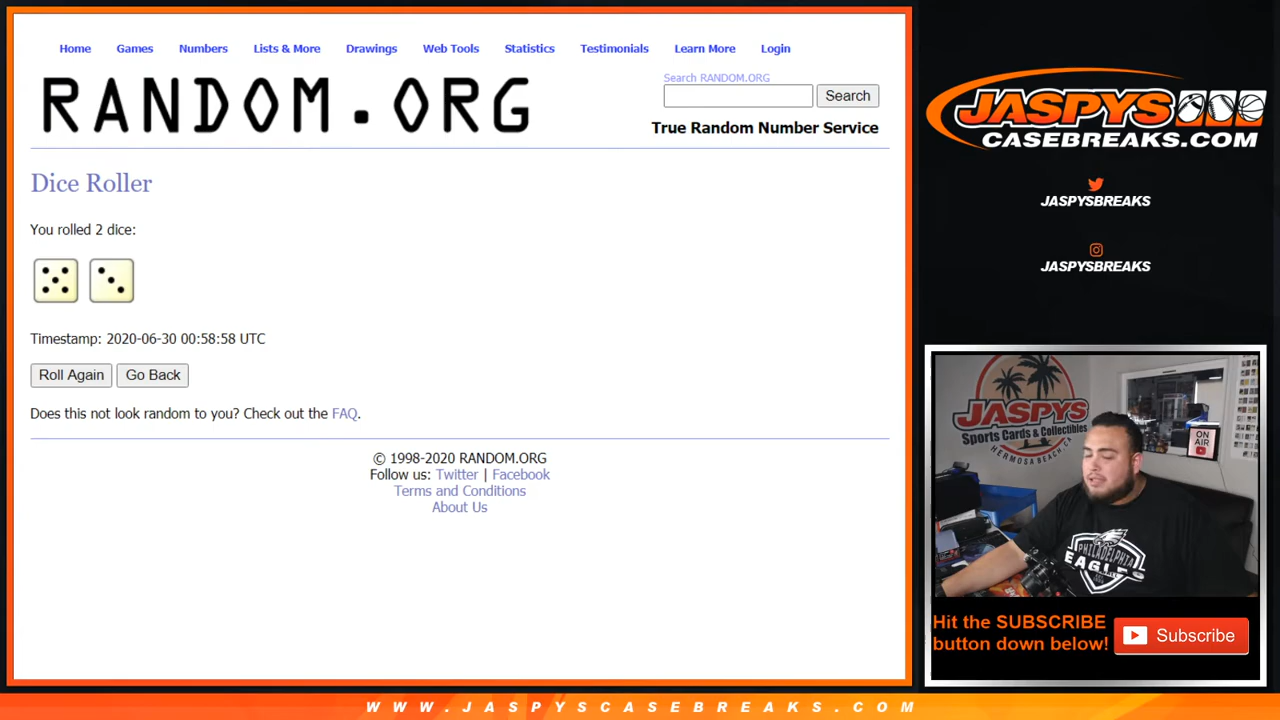 Home Games Numbers Lists & More Drawings Web Tools Statistics Testimonials Learn More Login
RANDOM.ORG
Search RANDOM.ORG
Search
True Random Number Service
Dice Roller
You rolled 2 dice:
Timestamp: 2020-06-30 00:58:58 UTC
Roll Again Go Back
Does this not look random to you? Check out the FAQ.
© 1998-2020 RANDOM.ORG
Follow us: Twitter | Facebook
Terms and Conditions
About Us
JASPYS
CASEBREAKS.COM
JASPYSBREAKS
JASPYSBREAKS
JASPYS
Sports Cards & Collectibles
HERMOSA BEACH, CA
ON AIR
PHILADELPHIA
EAGLES
Hit the SUBSCRIBE
button down below!
Subscribe
WWW.JASPYSCASEBREAKS.COM